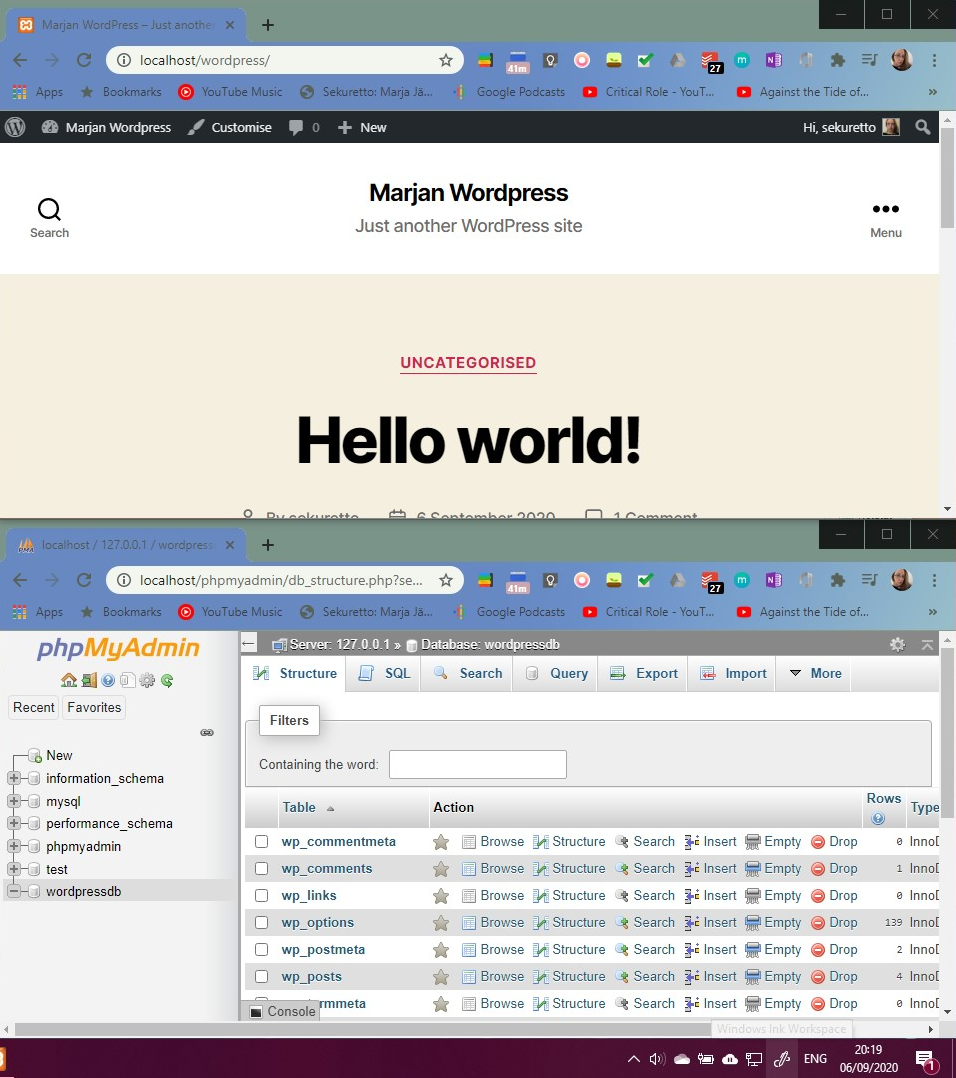 Marjan WordPress – Just another
localhost/wordpress/
41m
27
m
N
Apps Bookmarks YouTube Music Sekuretto: Marja Jä... Google Podcasts Critical Role - YouT... Against the Tide of... »
Marjan Wordpress Customise 0 New Hi, sekuretto
Marjan Wordpress
Just another WordPress site
Search
Menu
UNCATEGORISED
Hello world!
By sekuretto 6 September 2020 1 Comment
localhost / 127.0.0.1 / wordpress
localhost/phpmyadmin/db_structure.php?se...
41m
27
m
N
Apps Bookmarks YouTube Music Sekuretto: Marja Jä... Google Podcasts Critical Role - YouT... Against the Tide of... »
phpMyAdmin
Recent Favorites
New
information_schema
mysql
performance_schema
phpmyadmin
test
wordpressdb
Server: 127.0.0.1 » Database: wordpressdb
Structure SQL Search Query Export Import More
Filters
Containing the word:
Table Action Rows Type
wp_commentmeta Browse Structure Search Insert Empty Drop 0 InnoD
wp_comments Browse Structure Search Insert Empty Drop 1 InnoD
wp_links Browse Structure Search Insert Empty Drop 0 InnoD
wp_options Browse Structure Search Insert Empty Drop 139 InnoD
wp_postmeta Browse Structure Search Insert Empty Drop 2 InnoD
wp_posts Browse Structure Search Insert Empty Drop 4 InnoD
ermmeta Browse Structure Search Insert Empty Drop 0 InnoD
Console
Windows Ink Workspace
ENG
20:19
06/09/2020
1